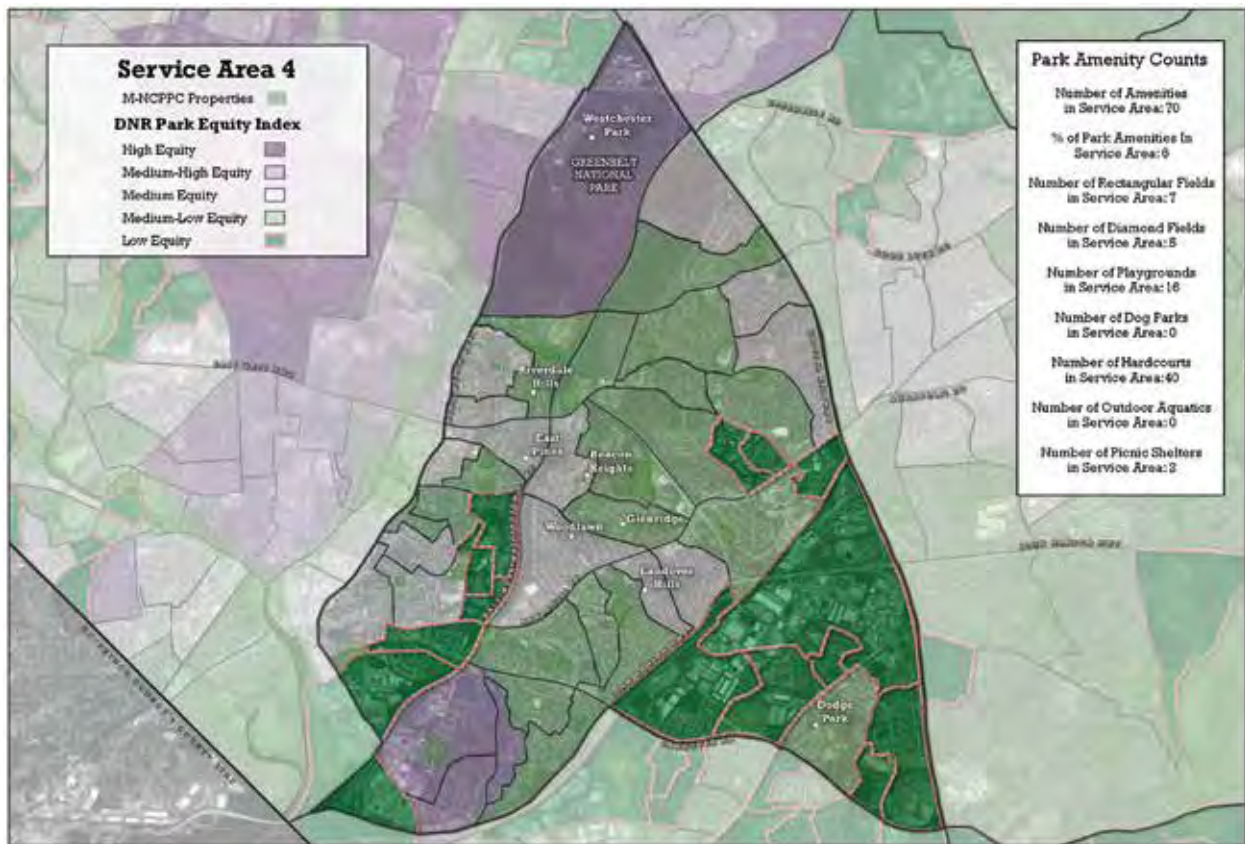 Service Area 4
M-NCPPC Properties
DNR Park Equity Index
High Equity
Medium-High Equity
Medium Equity
Medium-Low Equity
Low Equity
Park Amenity Counts
Number of Amenities
in Service Area: 70
% of Park Amenities In
Service Area: 6
Number of Rectangular Fields
in Service Area: 7
Number of Diamond Fields
in Service Area: 5
Number of Playgrounds
in Service Area: 16
Number of Dog Parks
in Service Area: 0
Number of Hardcourts
in Service Area: 40
Number of Outdoor Aquatics
in Service Area: 0
Number of Picnic Shelters
in Service Area: 2
Westchester
Park
GREENBELT
NATIONAL
PARK
Riverdale
Hills
East
Pines
Beacon
Heights
Woodlawn
Glenridge
Landover
Hills
Dodge
Park